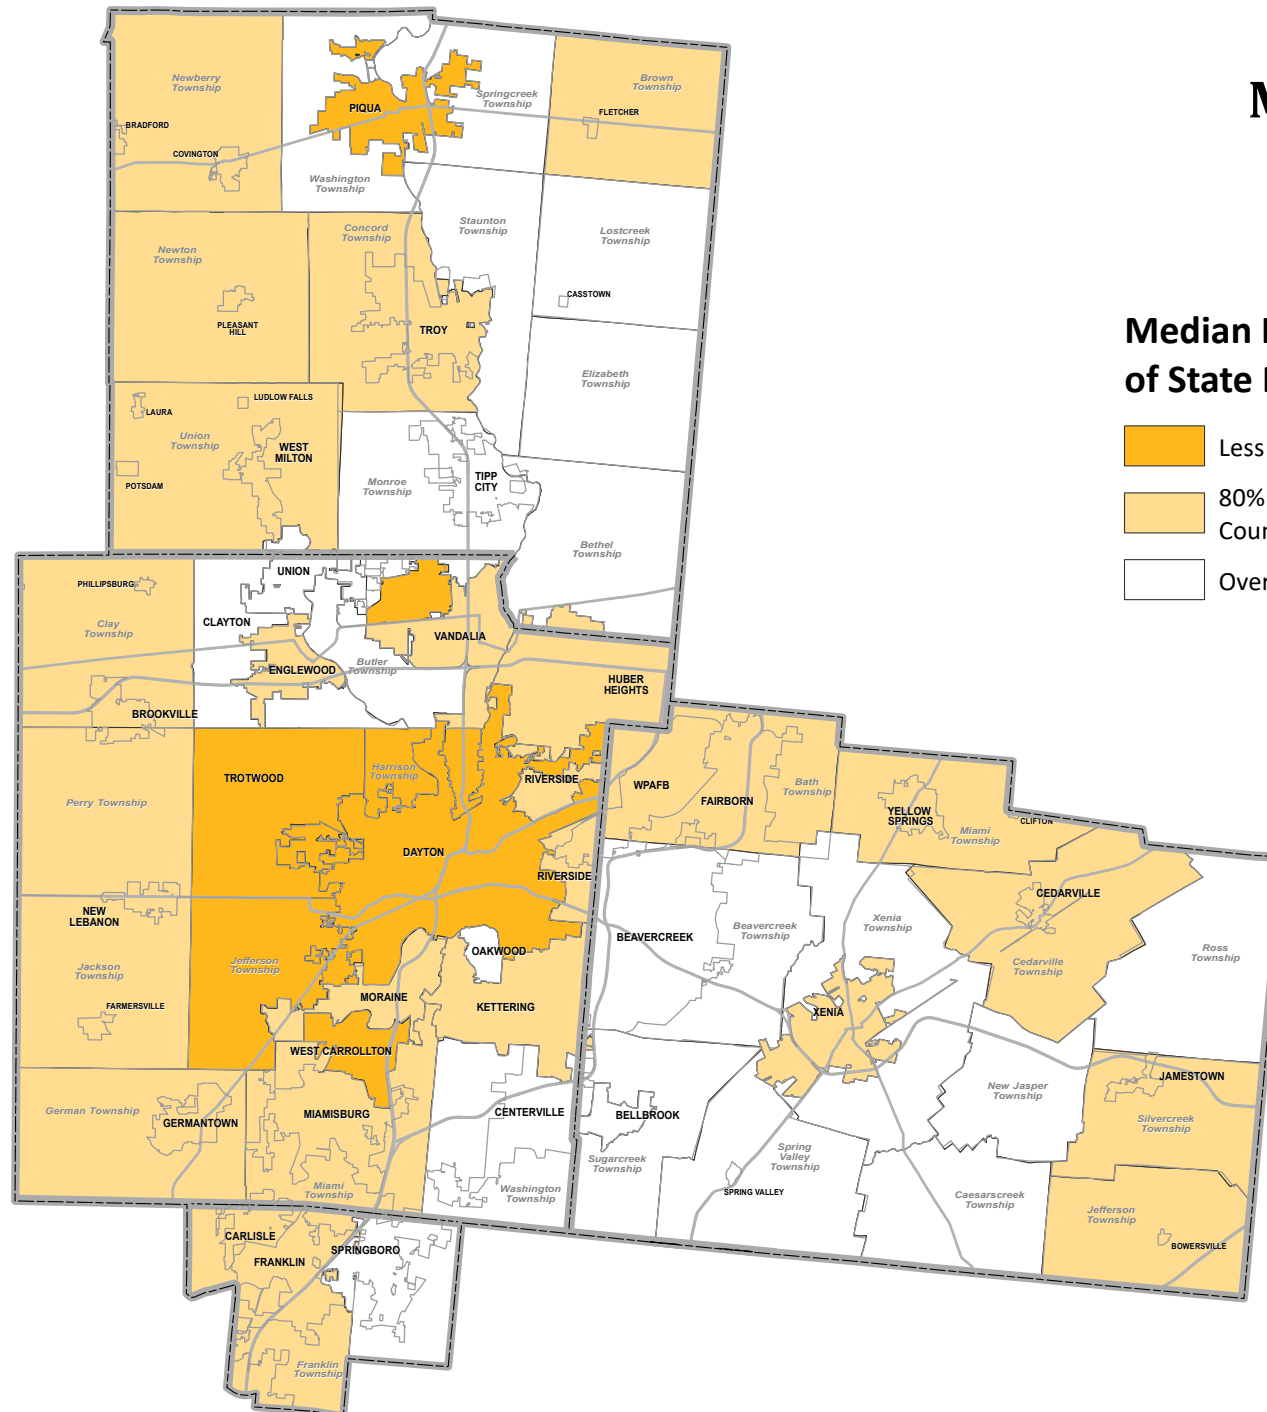 M
Newberry
Township
BRADFORD
COVINGTON
PIQUA
Springcreek
Township
Brown
Township
FLETCHER
Washington
Township
Staunton
Township
Lostcreek
Township
CASSTOWN
Newton
Township
PLEASANT
HILL
Concord
Township
TROY
Elizabeth
Township
Median
of State
Less
80%
Coun
Over
LAURA
LUDLOW FALLS
Union
Township
WEST
MILTON
POTSDAM
Monroe
Township
TIPP
CITY
Bethel
Township
PHILLIPSBURG
Clay
Township
UNION
CLAYTON
VANDALIA
ENGLEWOOD
Butler
Township
BROOKVILLE
HUBER
HEIGHTS
Perry Township
TROTWOOD
Harrison
Township
RIVERSIDE
DAYTON
RIVERSIDE
WPAFB
FAIRBORN
Bath
Township
YELLOW
SPRINGS
Miami
Township
CLIFTON
CEDARVILLE
Cedarville
Township
Ross
Township
NEW
LEBANON
Jackson
Township
FARMERSVILLE
Jefferson
Township
OAKWOOD
MORAINE
KETTERING
WEST CARROLLTON
BEAVERCREEK
Beavercreek
Township
Xenia
Township
XENIA
New Jasper
Township
JAMESTOWN
Silvercreek
Township
German Township
GERMANTOWN
MIAMISBURG
Miami
Township
CENTERVILLE
Washington
Township
BELLBROOK
Sugarcreek
Township
Spring
Valley
Township
SPRING VALLEY
Caesarscreek
Township
Jefferson
Township
BOWERSVILLE
CARLISLE
FRANKLIN
SPRINGBORO
Franklin
Township